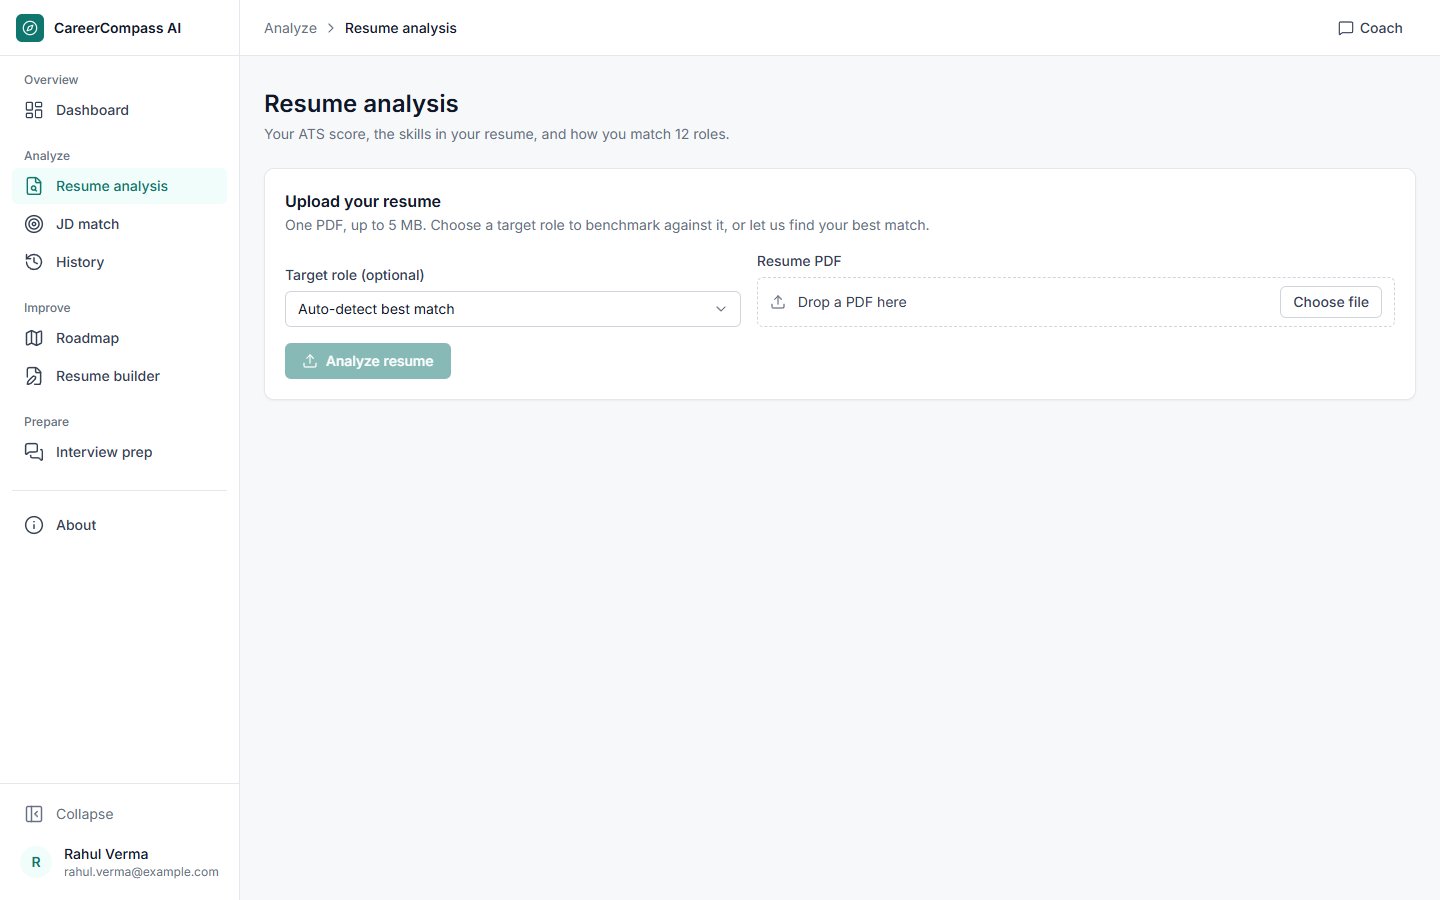 CareerCompass AI
Overview
Dashboard
Analyze
Resume analysis
JD match
History
Improve
Roadmap
Resume builder
Prepare
Interview prep
About
Collapse
R
Rahul Verma
rahul.verma@example.com
Analyze > Resume analysis
Coach
Resume analysis
Your ATS score, the skills in your resume, and how you match 12 roles.
Upload your resume
One PDF, up to 5 MB. Choose a target role to benchmark against it, or let us find your best match.
Target role (optional)
Auto-detect best match
Resume PDF
Drop a PDF here
Choose file
Analyze resume